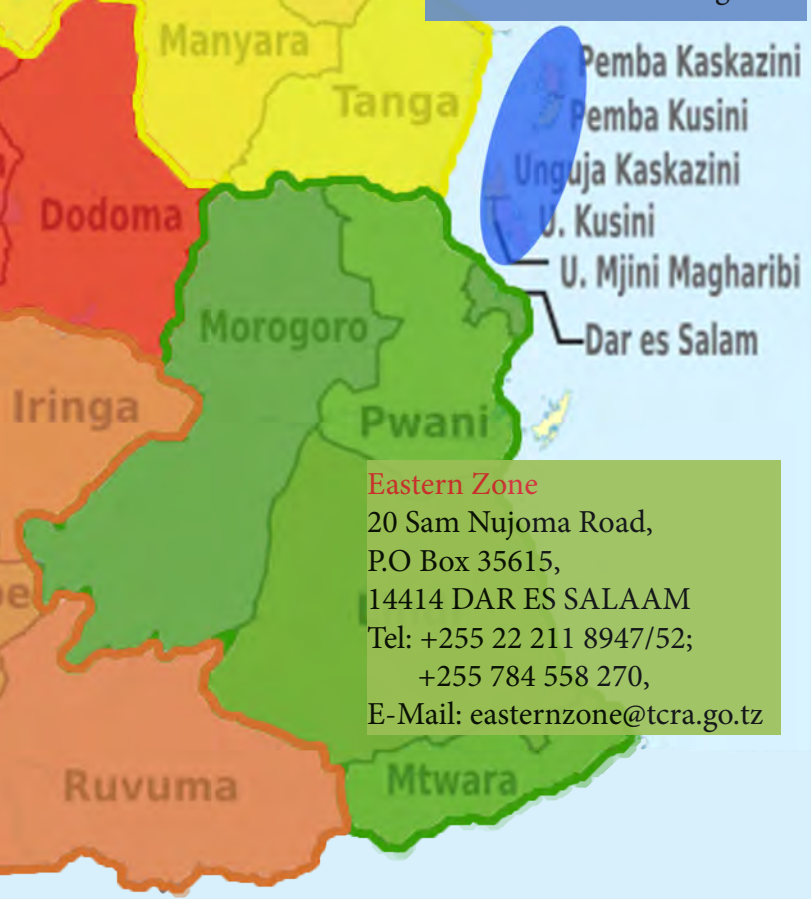 Manyara
Pemba Kaskazini
Tanga
Pemba Kusini
Unguja Kaskazini
Dodoma
U. Kusini
U. Mjini Magharibi
Morogoro
Dar es Salam
Iringa
Pwani
Eastern Zone
20 Sam Nujoma Road,
P.O Box 35615,
14414 DAR ES SALAAM
Tel: +255 22 211 8947/52;
+255 784 558 270,
E-Mail: easternzone@tcra.go.tz
Ruvuma
Mtwara